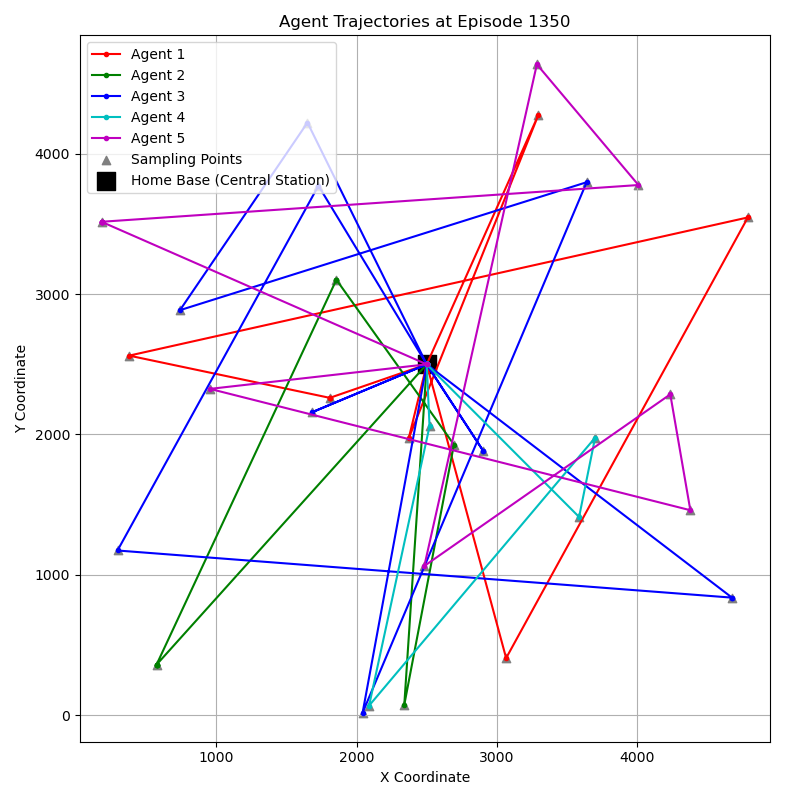 Agent Trajectories at Episode 1350
Agent 1
Agent 2
Agent 3
Agent 4
Agent 5
Sampling Points
Home Base (Central Station)
Y Coordinate
4000
3000
2000
1000
0
1000
2000
3000
4000
X Coordinate